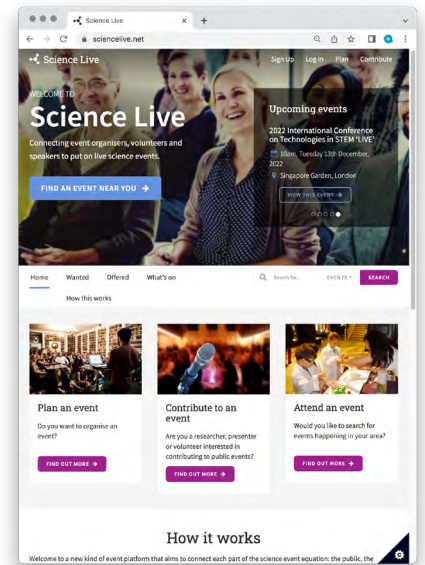 Science Live
sciencelive.net
Science Live
Sign Up Log In Plan Contribute
WELCOME TO
Science Live
Connecting event organisers, volunteers and
speakers to put on live science events.
FIND AN EVENT NEAR YOU →
Upcoming events
2022 International Conference
on Technologies in STEM 'LIVE'
10am, Tuesday 13th December,
2022
Singapore Garden, London
VIEW THIS EVENT →
Home Wanted Offered What's on
How this works
Search for... EVENTS SEARCH
Plan an event
Do you want to organise an
event?
FIND OUT MORE →
Contribute to an
event
Are you a researcher, presenter
or volunteer interested in
contributing to public events?
FIND OUT MORE →
Attend an event
Would you like to search for
events happening in your area?
FIND OUT MORE →
How it works
Welcome to a new kind of event platform that aims to connect each part of the science event equation: the public, the